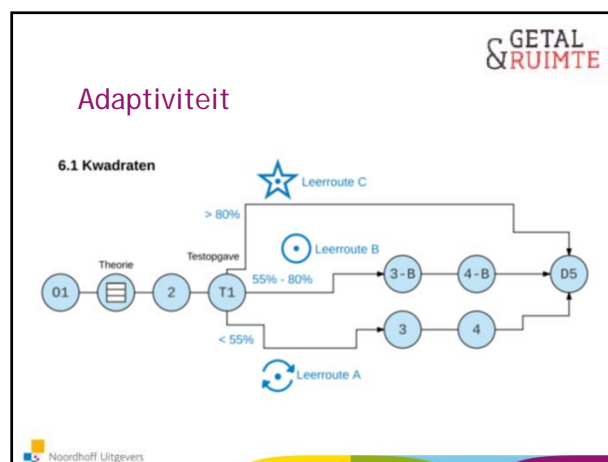 GETAL
& RUIMTE
Adaptiviteit
6.1 Kwadraten
Leerroute C
> 80%
Testopgave
Leerroute B
Theorie
55% - 80%
O1
2
T1
3-B
4-B
D5
< 55%
3
4
Leerroute A
Noordhoff Uitgevers